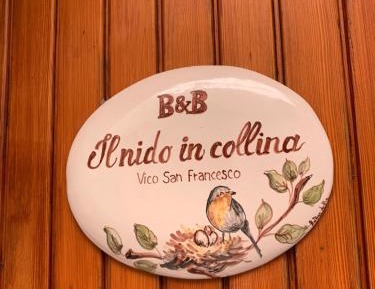 B&B
Il nido in collina
Vico San Francesco